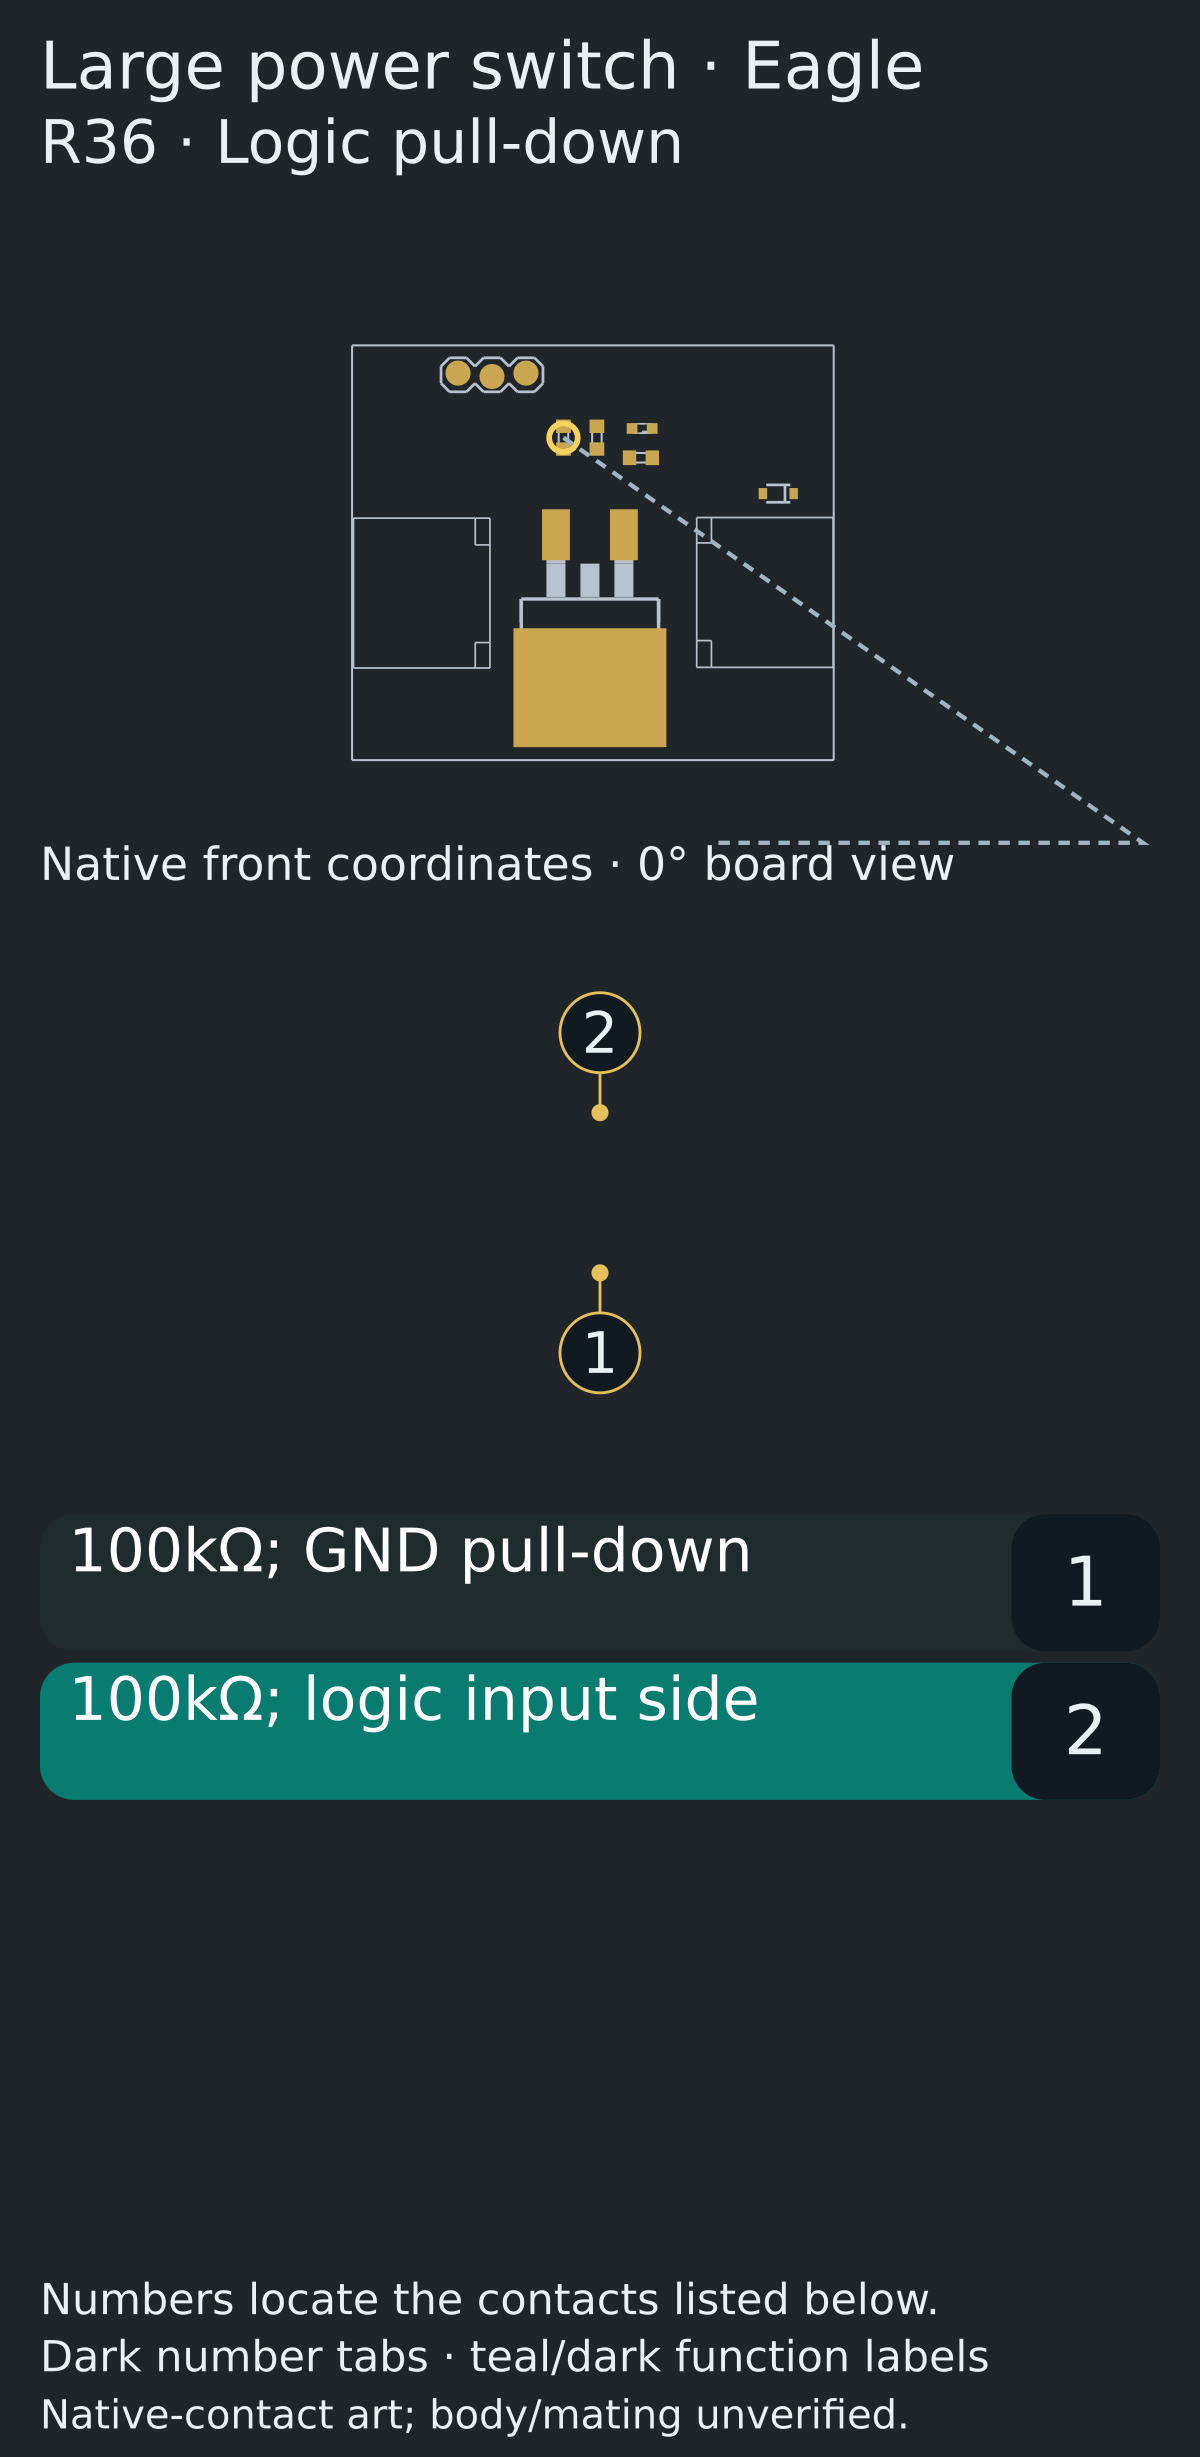 Large power switch · Eagle
R36 · Logic pull-down
Native front coordinates · 0° board view
2
1
100kΩ; GND pull-down 1
100kΩ; logic input side 2
Numbers locate the contacts listed below.
Dark number tabs · teal/dark function labels
Native-contact art; body/mating unverified.